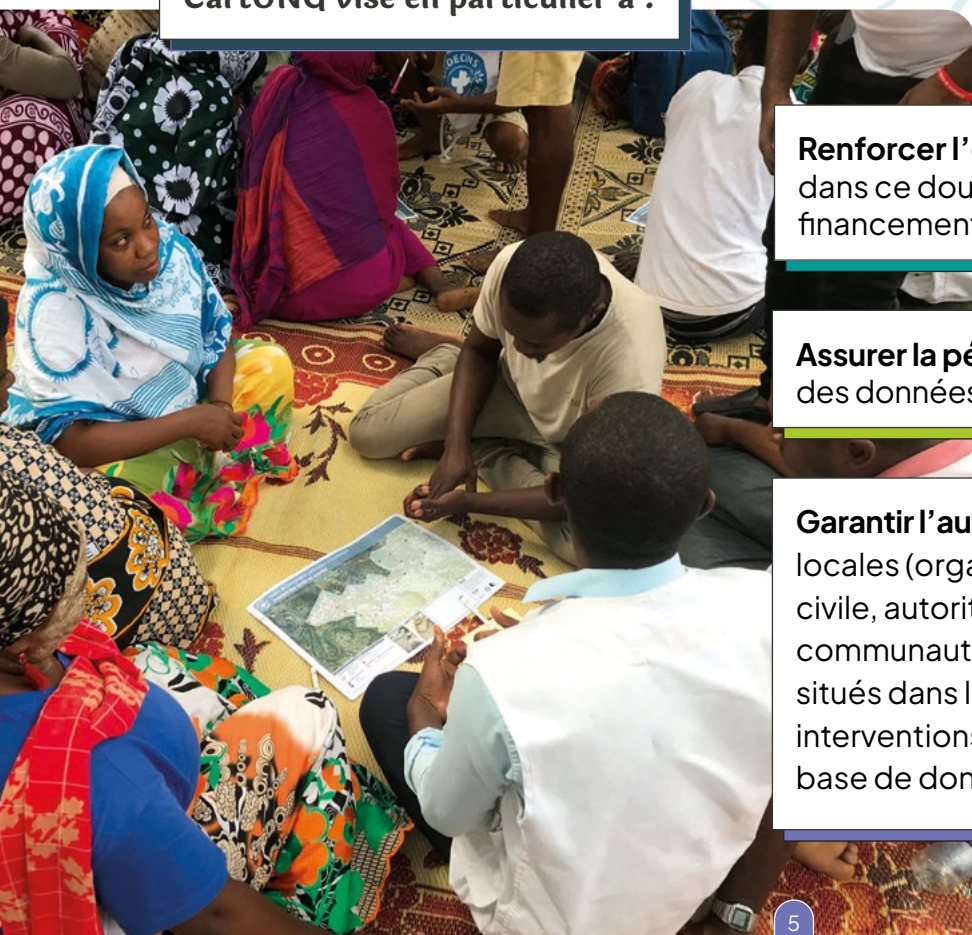 CartONG vise en particulier à :
DECINS
Renforcer l'
dans ce dou
financement
Assurer la pé
des données
Garantir l'au
locales (orga
civile, autorit
communaut
situés dans l
interventions
base de don
5